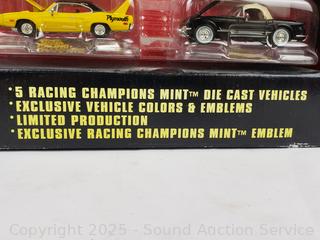 Plymouth
•5 RACING CHAMPIONS MINT™ DIE CAST VEHICLES
•EXCLUSIVE VEHICLE COLORS & EMBLEMS
•LIMITED PRODUCTION
•EXCLUSIVE RACING CHAMPIONS MINT™ EMBLEM
Copyright © 2025 - Sound Auction Service